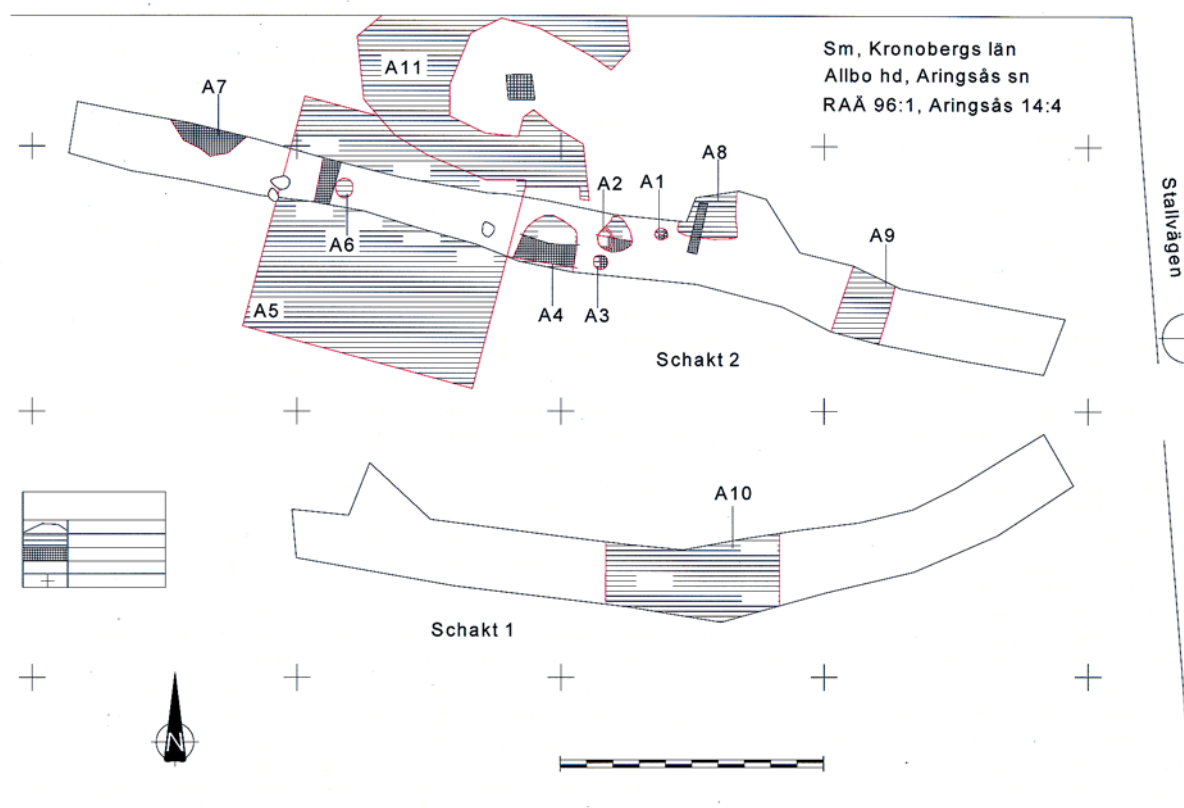 Sm, Kronobergs län
Allbo hd, Aringsås sn
RAÄ 96:1, Aringsås 14:4
A11
A7
A8
A2
A1
A6
A9
A5
A4
A3
Stallvägen
Schakt 2
A10
Schakt 1
N